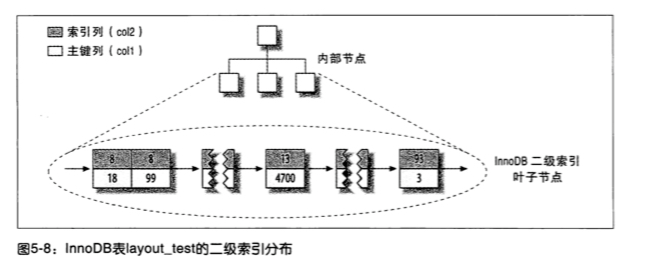 索引列(col2)
主键列(col1)
内部节点
8 8 13 93
18 99 4700 3
InnoDB 二级索引
叶子节点
图5-8:InnoDB表layout_test的二级索引分布